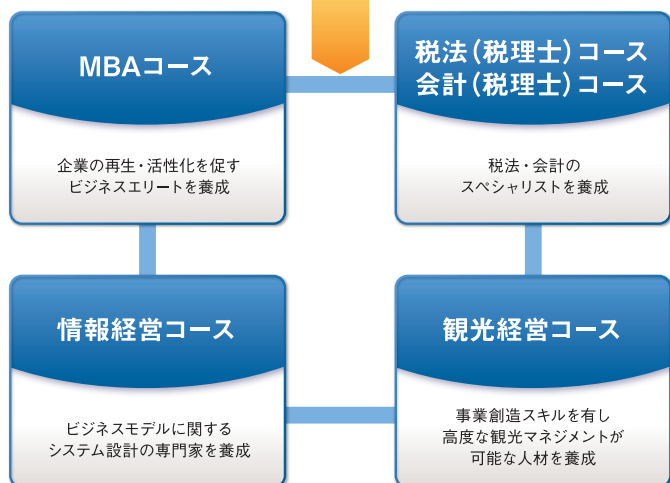 MBAコース
企業の再生・活性化を促す
ビジネスエリートを養成
税法(税理士)コース
会計(税理士)コース
税法・会計の
スペシャリストを養成
情報経営コース
ビジネスモデルに関する
システム設計の専門家を養成
観光経営コース
事業創造スキルを有し
高度な観光マネジメントが
可能な人材を養成